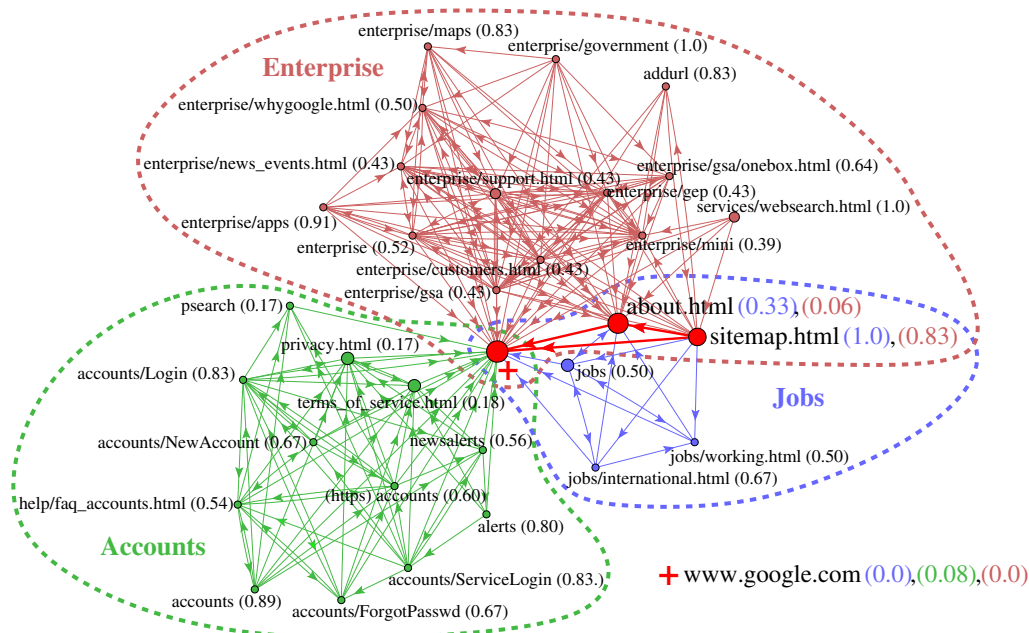 enterprise/maps (0.83)
enterprise/government (1.0)
Enterprise
addurl (0.83)
enterprise/whygoogle.html (0.50)
enterprise/news_events.html (0.43)
enterprise/gsa/onebox.html (0.64)
enterprise/support.html (0.43)
enterprise/gep (0.43)
services/websearch.html (1.0)
enterprise/apps (0.91)
enterprise (0.52)
enterprise/mini (0.39)
enterprise/customers.html (0.43)
enterprise/gsa (0.43)
psearch (0.17)
about.html (0.33),(0.06)
sitemap.html (1.0),(0.83)
privacy.html (0.17)
accounts/Login (0.83)
jobs (0.50)
terms_of_service.html (0.18)
Jobs
accounts/NewAccount (0.67)
newsalerts (0.56)
jobs/working.html (0.50)
jobs/international.html (0.67)
help/faq_accounts.html (0.54)
(https) accounts (0.60)
alerts (0.80)
Accounts
accounts/ServiceLogin (0.83.)
+ www.google.com (0.0),(0.08),(0.0)
accounts (0.89)
accounts/ForgotPasswd (0.67)